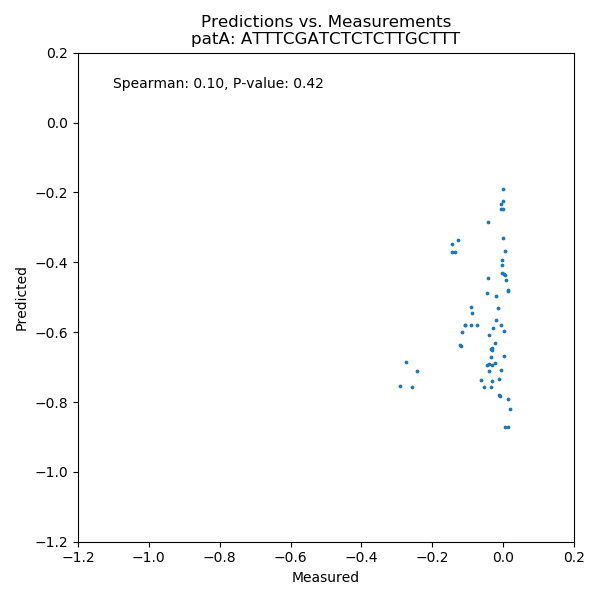 Predictions vs. Measurements
patA: ATTTCGATCTCTCTTGCTTT
Spearman: 0.10, P-value: 0.42
0.2
0.0
−0.2
−0.4
−0.6
−0.8
−1.0
−1.2
Predicted
−1.2 −1.0 −0.8 −0.6 −0.4 −0.2 0.0 0.2
Measured